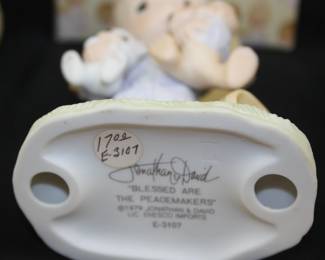 1702
E-3107
Jonathan & David
"BLESSED ARE
THE PEACEMAKERS"
©1979 JONATHAN & DAVID
LIC. ENESCO IMPORTS
E-3107